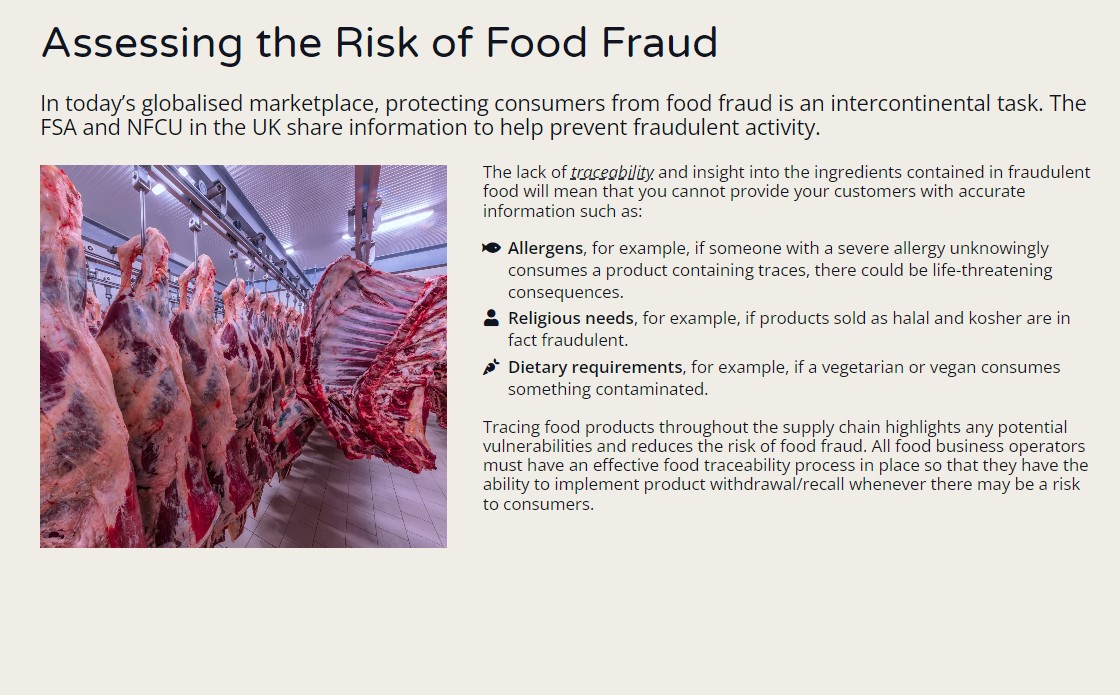 Assessing the Risk of Food Fraud
In today’s globalised marketplace, protecting consumers from food fraud is an intercontinental task. The
FSA and NFCU in the UK share information to help prevent fraudulent activity.
The lack of traceability and insight into the ingredients contained in fraudulent
food will mean that you cannot provide your customers with accurate
information such as:
Allergens, for example, if someone with a severe allergy unknowingly
consumes a product containing traces, there could be life-threatening
consequences.
Religious needs, for example, if products sold as halal and kosher are in
fact fraudulent.
Dietary requirements, for example, if a vegetarian or vegan consumes
something contaminated.
Tracing food products throughout the supply chain highlights any potential
vulnerabilities and reduces the risk of food fraud. All food business operators
must have an effective food traceability process in place so that they have the
ability to implement product withdrawal/recall whenever there may be a risk
to consumers.